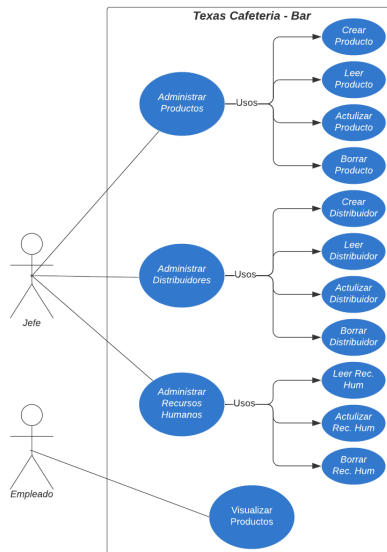 Texas Cafeteria - Bar
Crear
Producto
Leer
Producto
Administrar
Productos
Usos
Actulizar
Producto
Borrar
Producto
Crear
Distribuidor
Leer
Distribuidor
Administrar
Distribuidores
Usos
Actulizar
Distribuidor
Borrar
Distribuidor
Jefe
Leer Rec.
Hum
Administrar
Recursos
Humanos
Usos
Actulizar
Rec. Hum
Borrar
Rec. Hum
Empleado
Visualizar
Productos